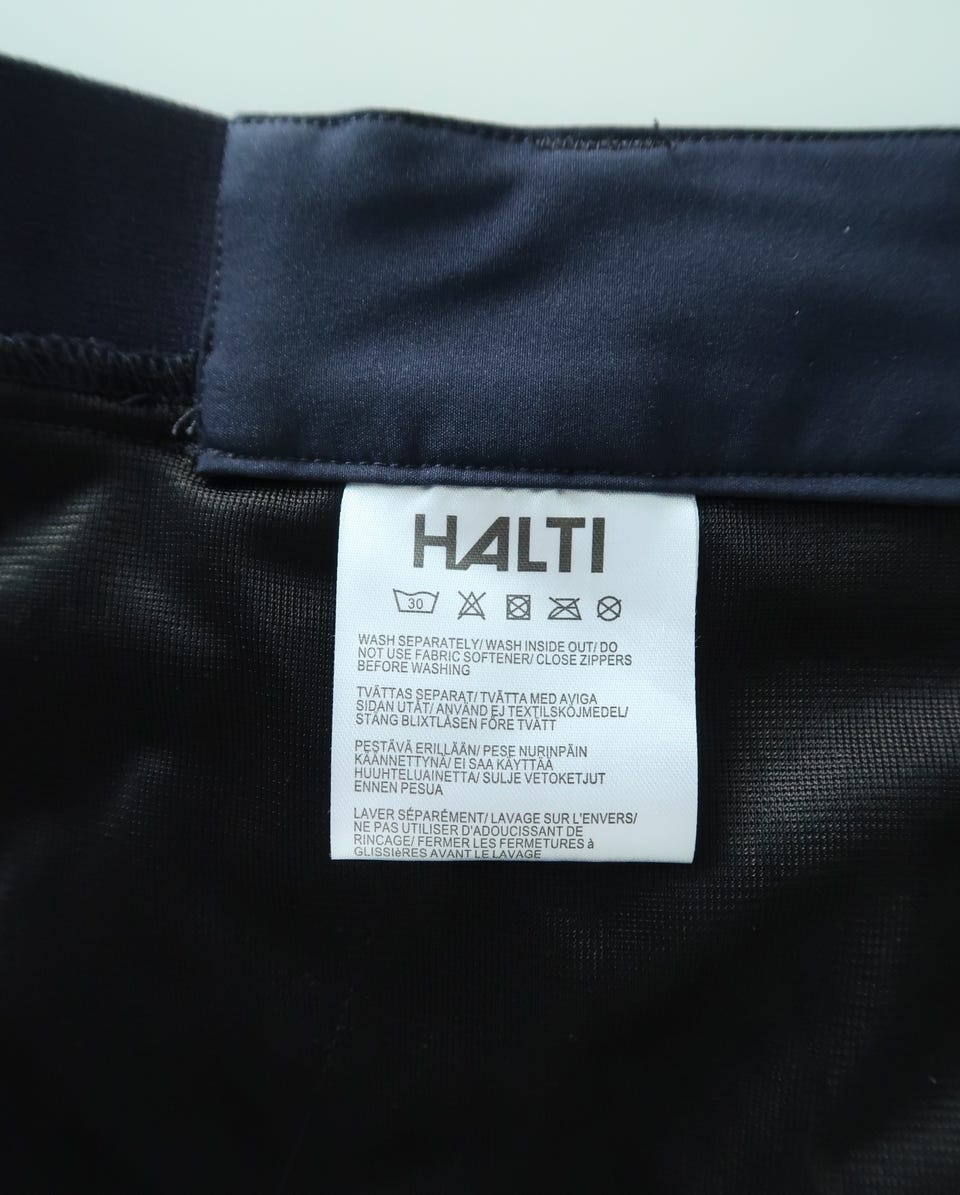 HALTI
30
WASH SEPARATELY/ WASH INSIDE OUT/ DO
NOT USE FABRIC SOFTENER/ CLOSE ZIPPERS
BEFORE WASHING
TVÄTTAS SEPARAT/ TVÄTTA MED AVIGA
SIDAN UTÅT/ ANVÄND EJ TEXTILSKÖJMEDEL/
STÄNG BLIXTLÅSEN FÖRE TVÄTT
PESTÄVÄ ERILLÄÄN/ PESE NURINPÄIN
KÄÄNNETTYNÄ/ EI SAA KÄYTTÄÄ
HUUHTELUAINETTA/ SULJE VETOKETJUT
ENNEN PESUA
LAVER SÉPARÉMENT/ LAVAGE SUR L'ENVERS/
NE PAS UTILISER D'ADOUCISSANT DE
RINCAGE/ FERMER LES FERMETURES à
GLISSIèRES AVANT LE LAVAGE